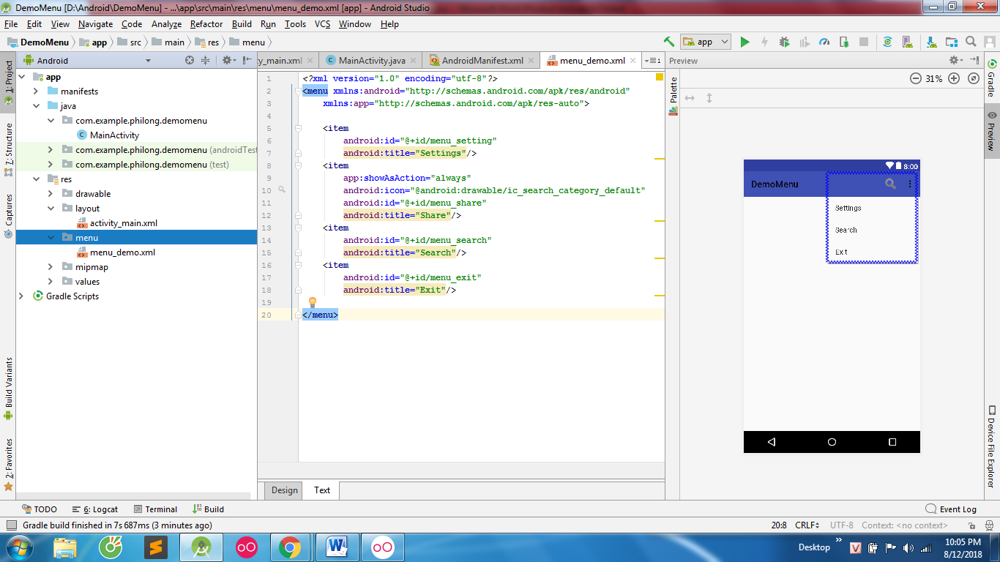 DemoMenu [D:\Android\DemoMenu] - ...\app\src\main\res\menu\menu_demo.xml [app] - Android Studio
File Edit View Navigate Code Analyze Refactor Build Run Tools VCS Window Help
DemoMenu app src main res menu
app
1: Project
7: Structure
Captures
Build Variants
2: Favorites
Android
app
manifests
java
com.example.philong.demomenu
MainActivity
com.example.philong.demomenu (androidTest
com.example.philong.demomenu (test)
res
drawable
layout
activity_main.xml
menu
menu_demo.xml
mipmap
values
Gradle Scripts
y_main.xml MainActivity.java AndroidManifest.xml menu_demo.xml 1
1 <?xml version="1.0" encoding="utf-8"?>
2 <menu xmlns:android="http://schemas.android.com/apk/res/android"
3 xmlns:app="http://schemas.android.com/apk/res-auto">
4
5 <item
6 android:id="@+id/menu_setting"
7 android:title="Settings"/>
8 <item
9 app:showAsAction="always"
10 android:icon="@android:drawable/ic_search_category_default"
11 android:id="@+id/menu_share"
12 android:title="Share"/>
13 <item
14 android:id="@+id/menu_search"
15 android:title="Search"/>
16 <item
17 android:id="@+id/menu_exit"
18 android:title="Exit"/>
19
20 </menu>
Design Text
Preview
Palette
31%
8:00
DemoMenu
Settings
Search
Exit
Gradle
Preview
Device File Explorer
TODO 6: Logcat Terminal Build Event Log
Gradle build finished in 7s 687ms (3 minutes ago) 20:8 CRLF UTF-8 Context: <no context>
Desktop
10:05 PM
8/12/2018